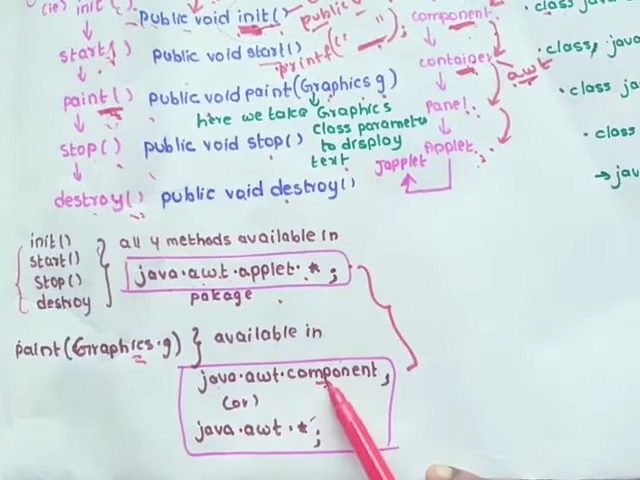 (ie) init().
Public void init()
public
start()
public void start()
printf(" ");
paint()
public void paint(Graphics g)
here we take Graphics
class parameter
to display
text
stop()
public void stop()
destroy()
public void destroy()
component
container
awt
panel
Applet
Japplet
class java
class, java
class ja
class
jav
init()
start()
stop()
destroy
all 4 methods available in
java.awt.applet.*;
pakage
paint(Graphics.g)
available in
java.awt.component,
(or)
java.awt.*;